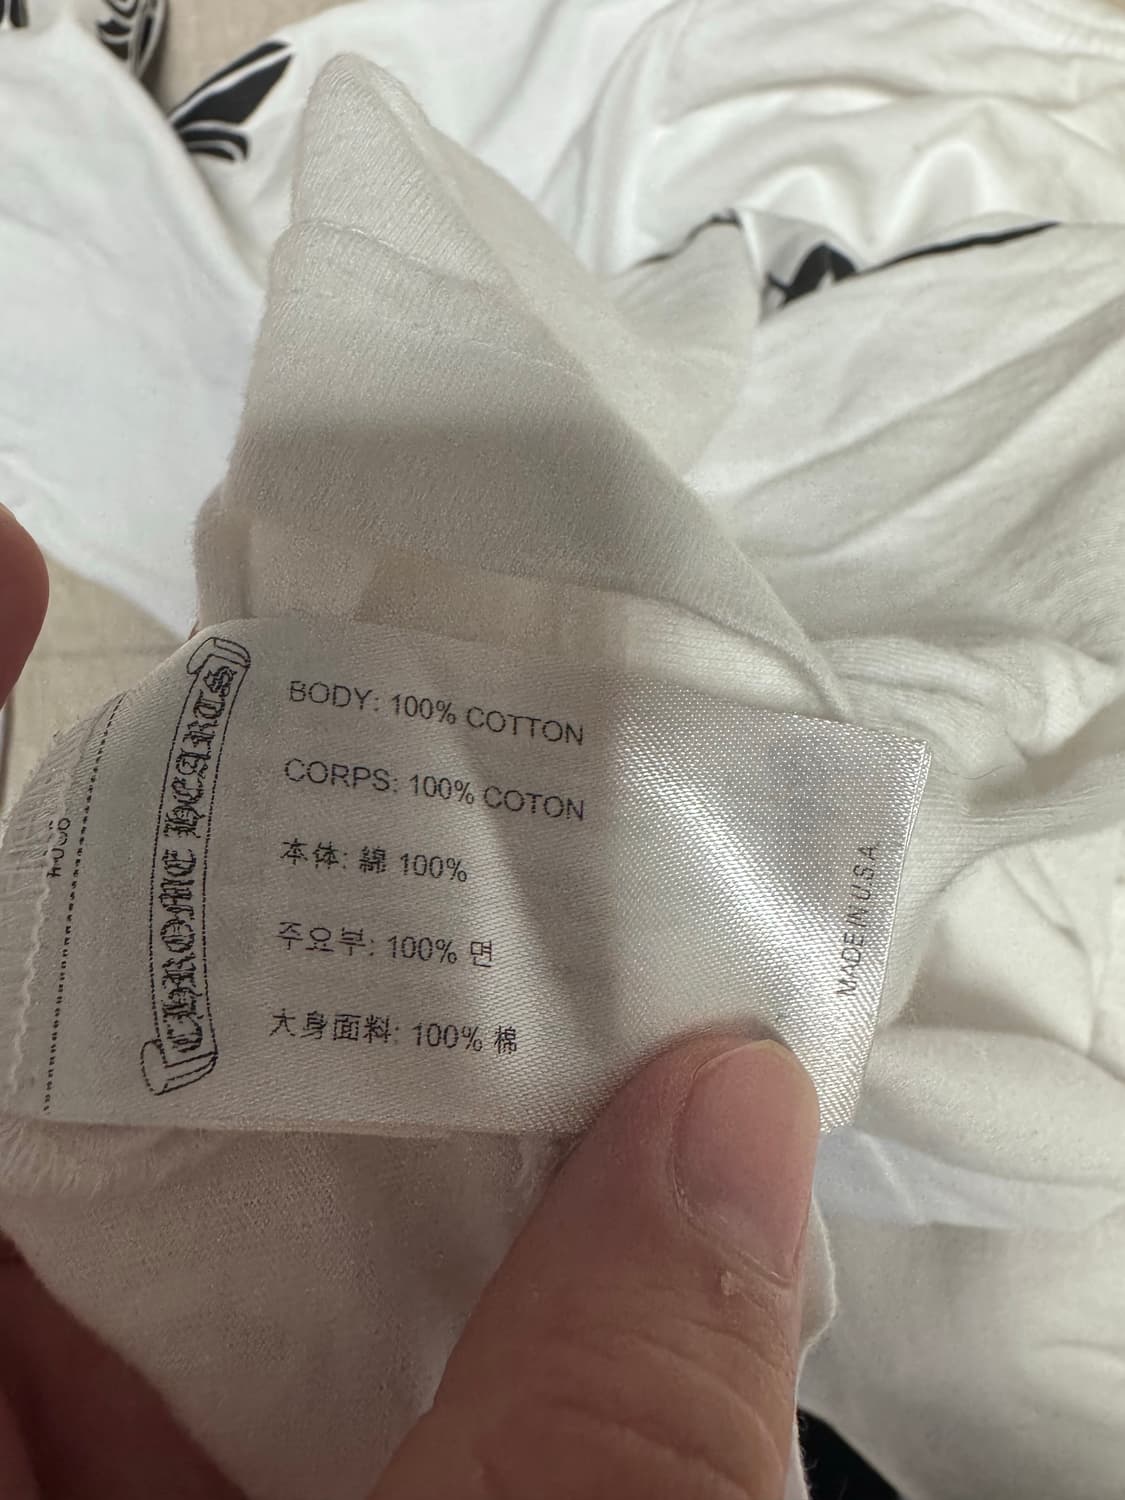 CHROME HEARTS
BODY: 100% COTTON
CORPS: 100% COTON
本体: 綿 100%
주요부: 100% 면
大身面料: 100% 棉
MADE IN USA